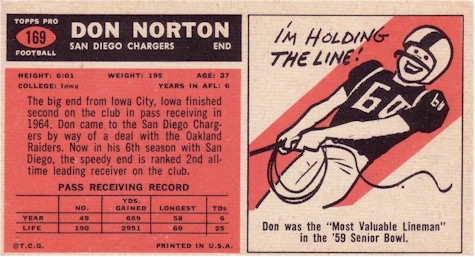 TOPPS PRO
169
FOOTBALL
DON NORTON
SAN DIEGO CHARGERS END
HEIGHT: 6:01 WEIGHT: 195 AGE: 27
COLLEGE: Iowa YEARS IN AFL: 6
The big end from Iowa City, Iowa finished
second on the club in pass receiving in
1964. Don came to the San Diego Charg-
ers by way of a deal with the Oakland
Raiders. Now in his 6th season with San
Diego, the speedy end is ranked 2nd all-
time leading receiver on the club.
PASS RECEIVING RECORD
NO. YDS. GAINED LONGEST TDs
YEAR 49 669 58 6
LIFE 190 2951 69 25
©T.C.G. PRINTED IN U.S.A.
I'M HOLDING
THE LINE!
60
60
Don was the "Most Valuable Lineman"
in the '59 Senior Bowl.